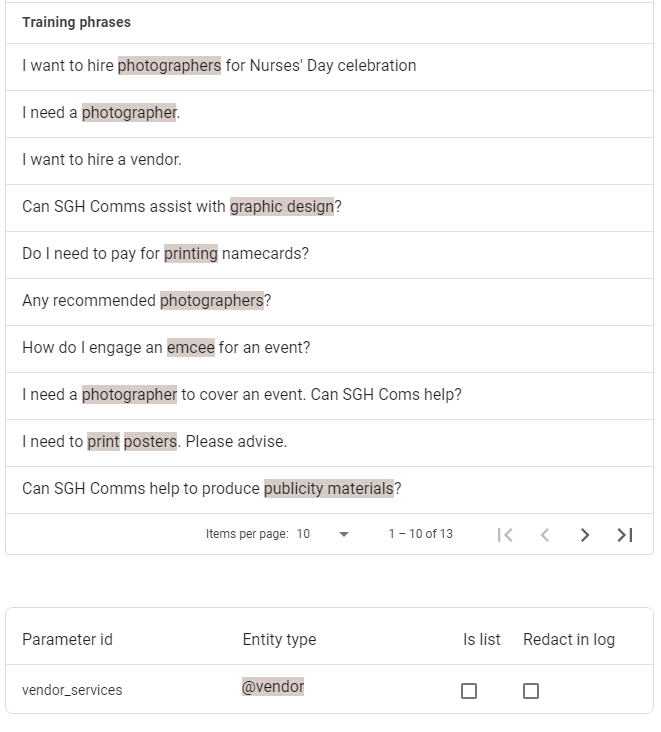 Training phrases
I want to hire photographers for Nurses' Day celebration
I need a photographer.
I want to hire a vendor.
Can SGH Comms assist with graphic design?
Do I need to pay for printing namecards?
Any recommended photographers?
How do I engage an emcee for an event?
I need a photographer to cover an event. Can SGH Coms help?
I need to print posters. Please advise.
Can SGH Comms help to produce publicity materials?
Items per page: 10 1 – 10 of 13
Parameter id Entity type Is list Redact in log
vendor_services @vendor